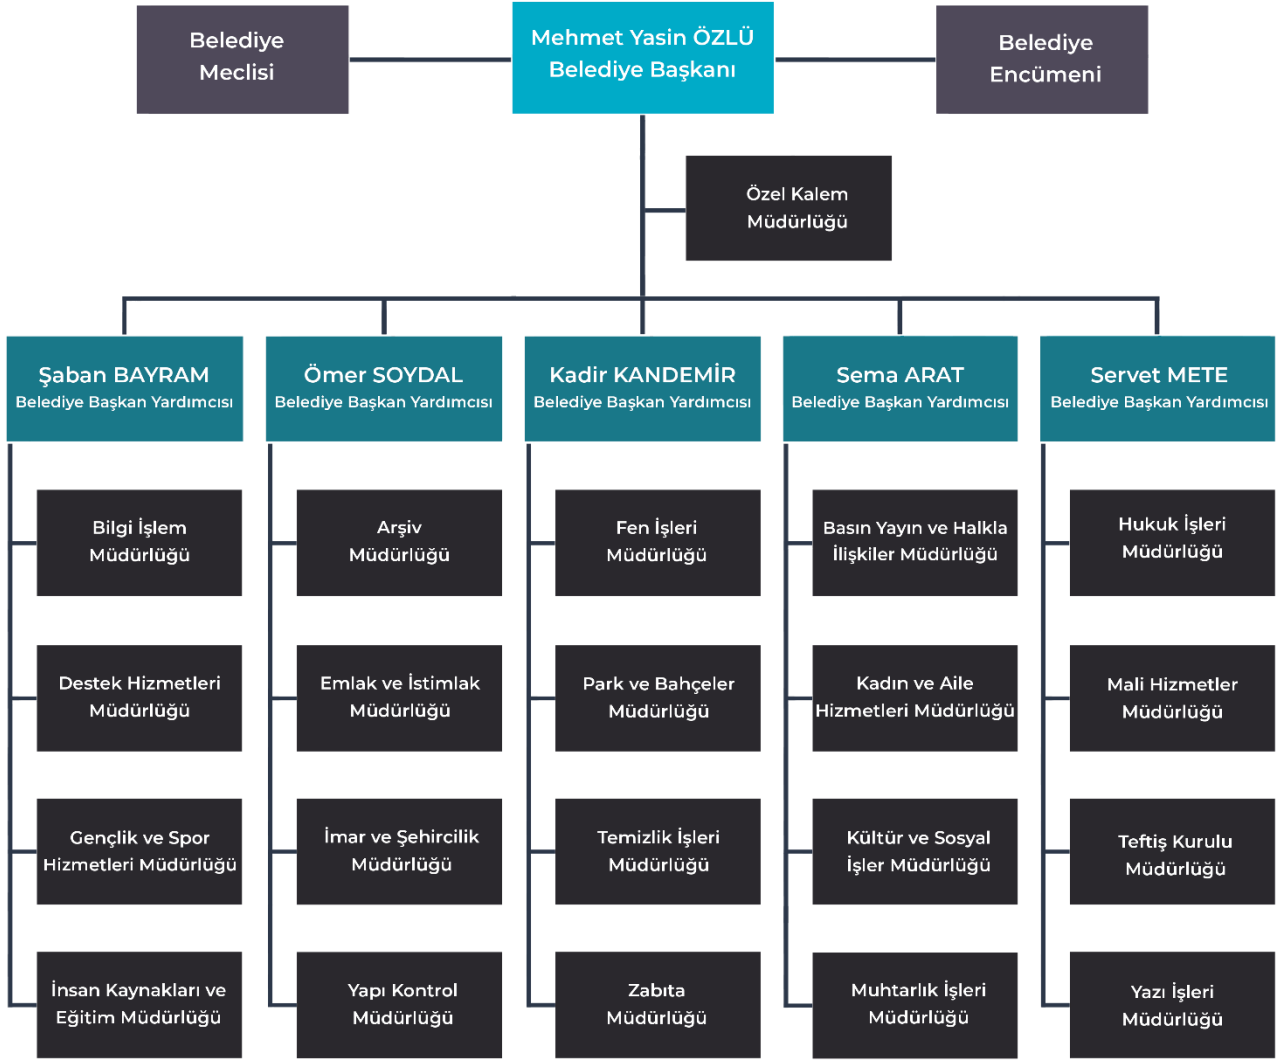 Belediye
Meclisi
Mehmet Yasin ÖZLÜ
Belediye Başkanı
Belediye
Encümeni
Özel Kalem
Müdürlüğü
Şaban BAYRAM
Belediye Başkan Yardımcısı
Ömer SOYDAL
Belediye Başkan Yardımcısı
Kadir KANDEMİR
Belediye Başkan Yardımcısı
Sema ARAT
Belediye Başkan Yardımcısı
Servet METE
Belediye Başkan Yardımcısı
Bilgi İşlem
Müdürlüğü
Arşiv
Müdürlüğü
Fen İşleri
Müdürlüğü
Basın Yayın ve Halkla
İlişkiler Müdürlüğü
Hukuk İşleri
Müdürlüğü
Destek Hizmetleri
Müdürlüğü
Emlak ve İstimlak
Müdürlüğü
Park ve Bahçeler
Müdürlüğü
Kadın ve Aile
Hizmetleri Müdürlüğü
Mali Hizmetler
Müdürlüğü
Gençlik ve Spor
Hizmetleri Müdürlüğü
İmar ve Şehircilik
Müdürlüğü
Temizlik İşleri
Müdürlüğü
Kültür ve Sosyal
İşler Müdürlüğü
Teftiş Kurulu
Müdürlüğü
İnsan Kaynakları ve
Eğitim Müdürlüğü
Yapı Kontrol
Müdürlüğü
Zabıta
Müdürlüğü
Muhtarlık İşleri
Müdürlüğü
Yazı İşleri
Müdürlüğü